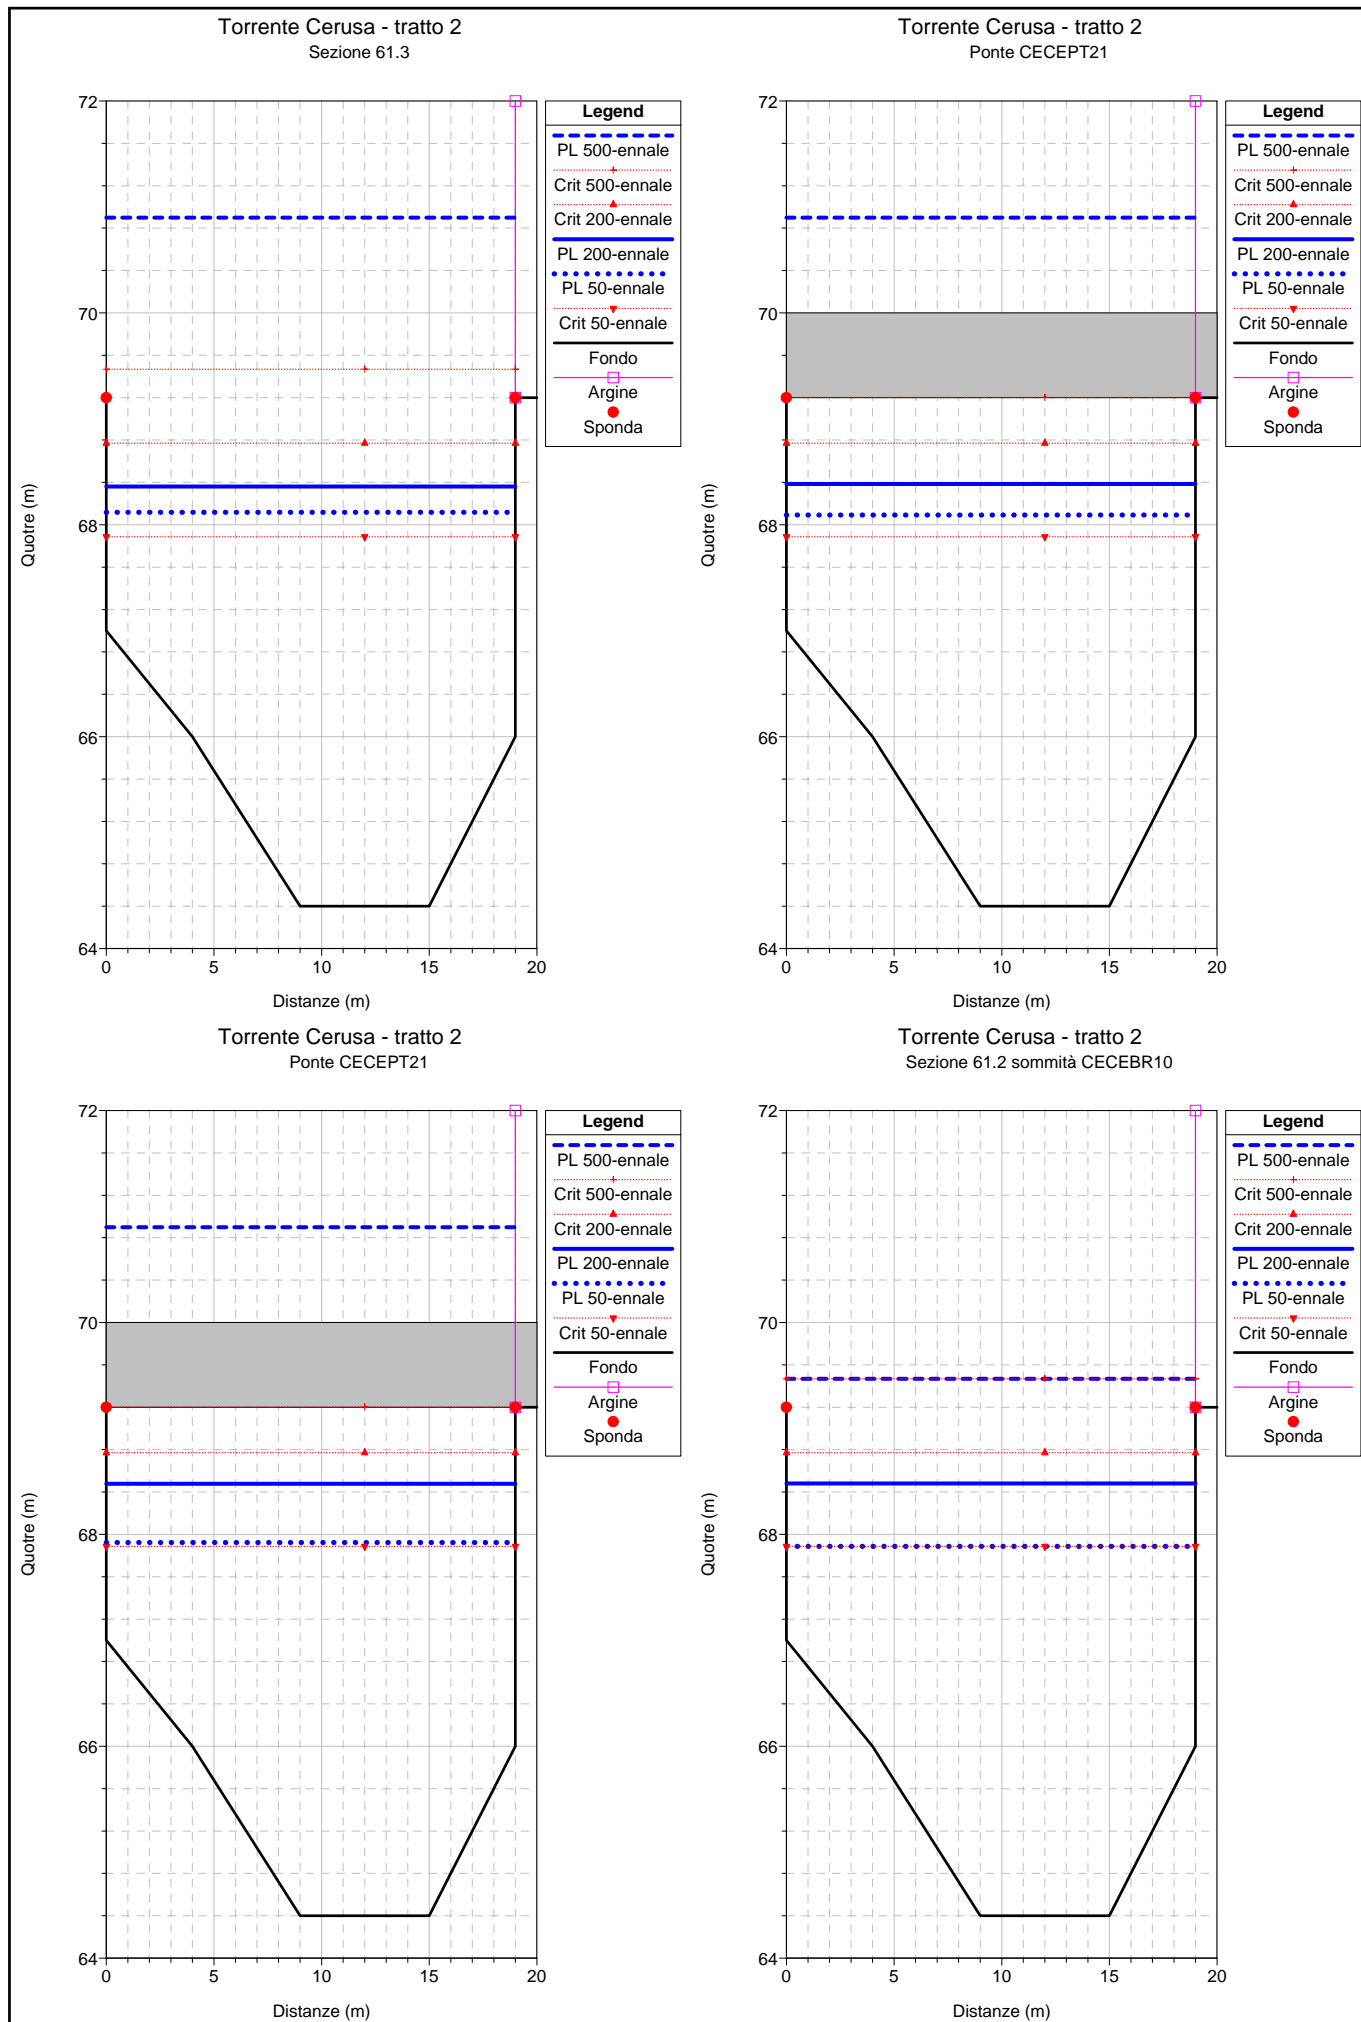 Torrente Cerusa - tratto 2
Sezione 61.3
72
70
68
66
64
Quotre (m)
0 5 10 15 20
Distanze (m)
Legend
PL 500-ennale
Crit 500-ennale
Crit 200-ennale
PL 200-ennale
PL 50-ennale
Crit 50-ennale
Fondo
Argine
Sponda
Torrente Cerusa - tratto 2
Ponte CECEPT21
72
70
68
66
64
Quotre (m)
0 5 10 15 20
Distanze (m)
Legend
PL 500-ennale
Crit 500-ennale
Crit 200-ennale
PL 200-ennale
PL 50-ennale
Crit 50-ennale
Fondo
Argine
Sponda
Torrente Cerusa - tratto 2
Ponte CECEPT21
72
70
68
66
64
Quotre (m)
0 5 10 15 20
Distanze (m)
Legend
PL 500-ennale
Crit 500-ennale
Crit 200-ennale
PL 200-ennale
PL 50-ennale
Crit 50-ennale
Fondo
Argine
Sponda
Torrente Cerusa - tratto 2
Sezione 61.2 sommità CECEBR10
72
70
68
66
64
Quotre (m)
0 5 10 15 20
Distanze (m)
Legend
PL 500-ennale
Crit 500-ennale
Crit 200-ennale
PL 200-ennale
PL 50-ennale
Crit 50-ennale
Fondo
Argine
Sponda